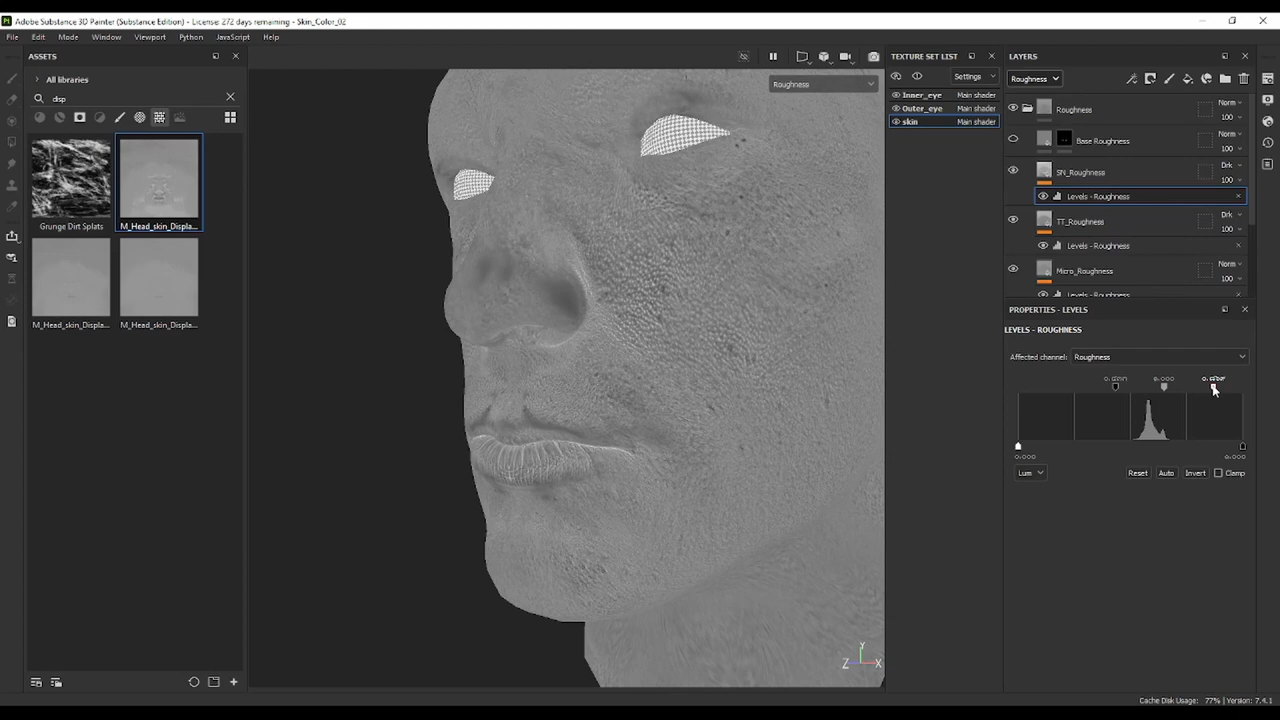 Adobe Substance 3D Painter (Substance Edition) - License: 272 days remaining - Skin_Color_02
File Edit Mode Window Viewport Python JavaScript Help
ASSETS
All libraries
disp
Grunge Dirt Splats
M_Head_skin_Displa...
M_Head_skin_Displa...
M_Head_skin_Displa...
Roughness
Y
Z X
TEXTURE SET LIST
Settings
Inner_eye Main shader
Outer_eye Main shader
skin Main shader
LAYERS
Roughness
Roughness
Norm
100
Base Roughness
Norm
100
SN_Roughness
Drk
100
Levels - Roughness
TT_Roughness
Drk
100
Levels - Roughness
Micro_Roughness
Norm
100
Levels - Roughness
PROPERTIES - LEVELS
LEVELS - ROUGHNESS
Affected channel: Roughness
0.000
Lum Reset Auto Invert Clamp
Cache Disk Usage: 77% | Version: 7.4.1